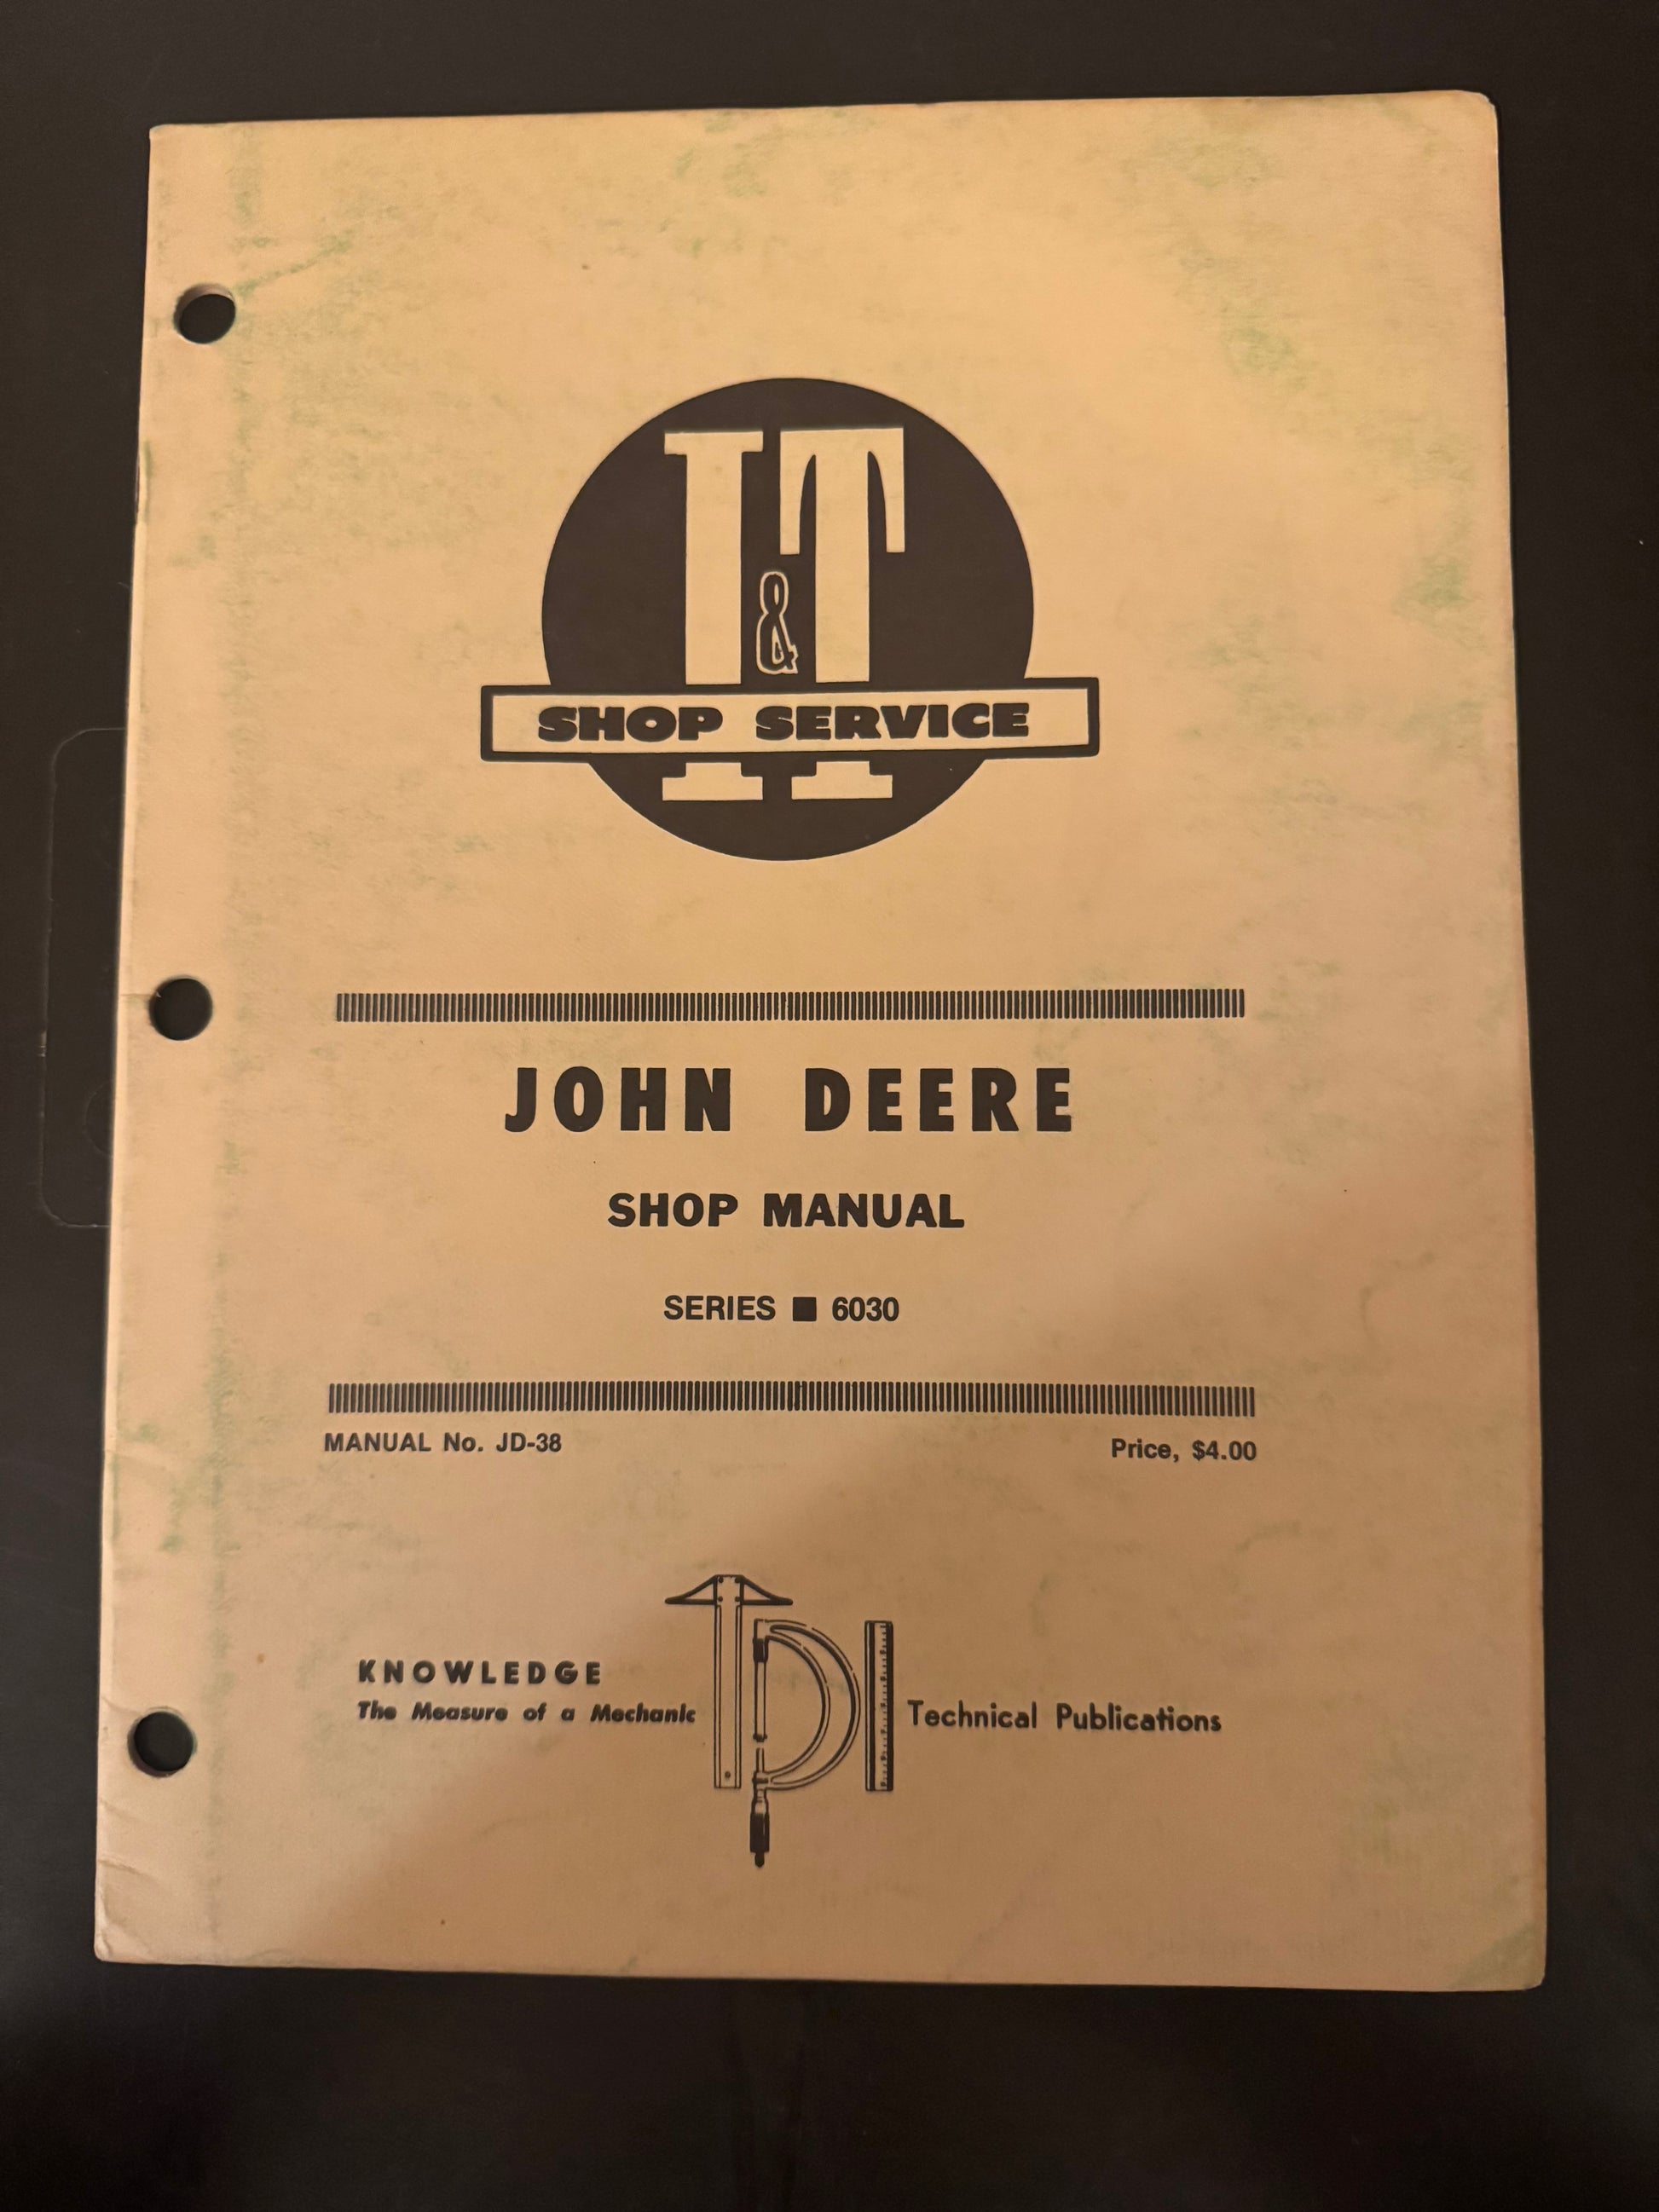 I&T
SHOP SERVICE
JOHN DEERE
SHOP MANUAL
SERIES ■ 6030
MANUAL No. JD-38
Price, $4.00
KNOWLEDGE
The Measure of a Mechanic
TDI
Technical Publications